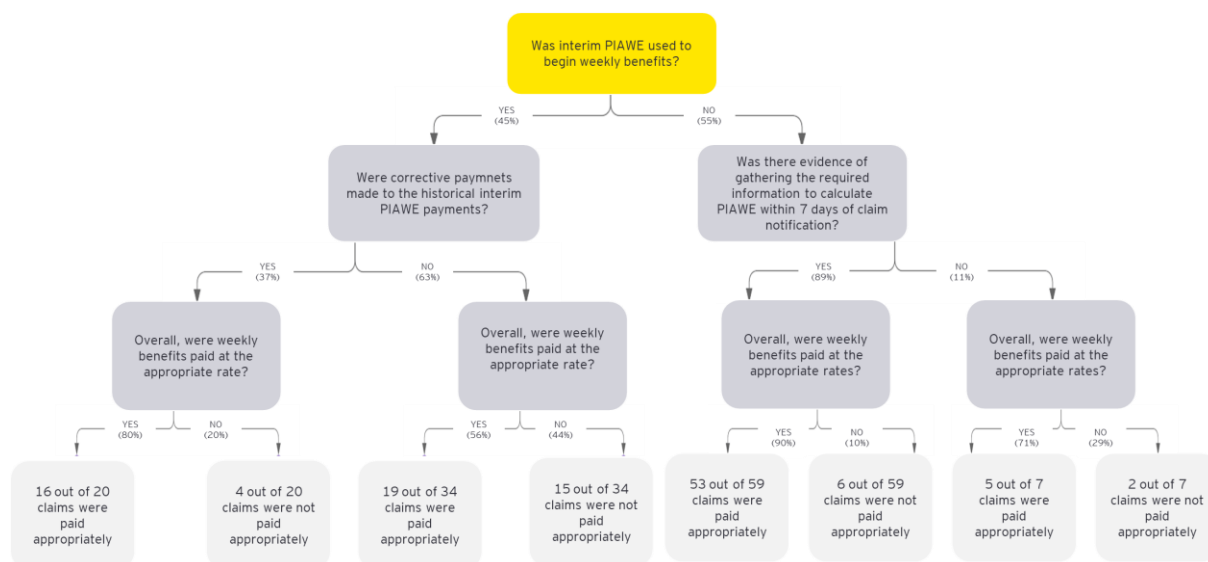 Was interim PIAWE used to
begin weekly benefits?
YES
(45%)
NO
(55%)
Were corrective paymnets
made to the historical interim
PIAWE payments?
Was there evidence of
gathering the required
information to calculate
PIAWE within 7 days of claim
notification?
YES
(37%)
NO
(63%)
YES
(89%)
NO
(11%)
Overall, were weekly
benefits paid at the
appropriate rate?
Overall, were weekly
benefits paid at the
appropriate rate?
Overall, were weekly
benefits paid at the
appropriate rates?
Overall, were weekly
benefits paid at the
appropriate rates?
YES
(80%)
NO
(20%)
YES
(56%)
NO
(44%)
YES
(90%)
NO
(10%)
YES
(71%)
NO
(29%)
16 out of 20
claims were
paid
appropriately
4 out of 20
claims were not
paid
appropriately
19 out of 34
claims were
paid
appropriately
15 out of 34
claims were not
paid
appropriately
53 out of 59
claims were
paid
appropriately
6 out of 59
claims were not
paid
appropriately
5 out of 7
claims were
paid
appropriately
2 out of 7
claims were not
paid
appropriately